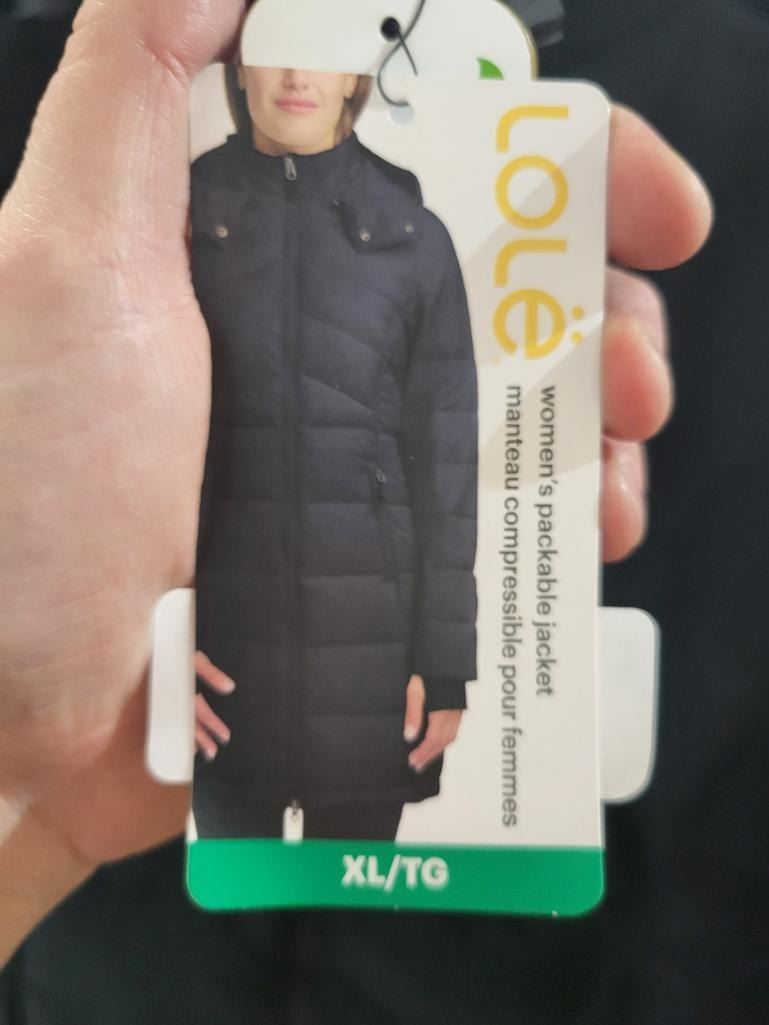 LOLË
women's packable jacket
manteau compressible pour femmes
XL/TG